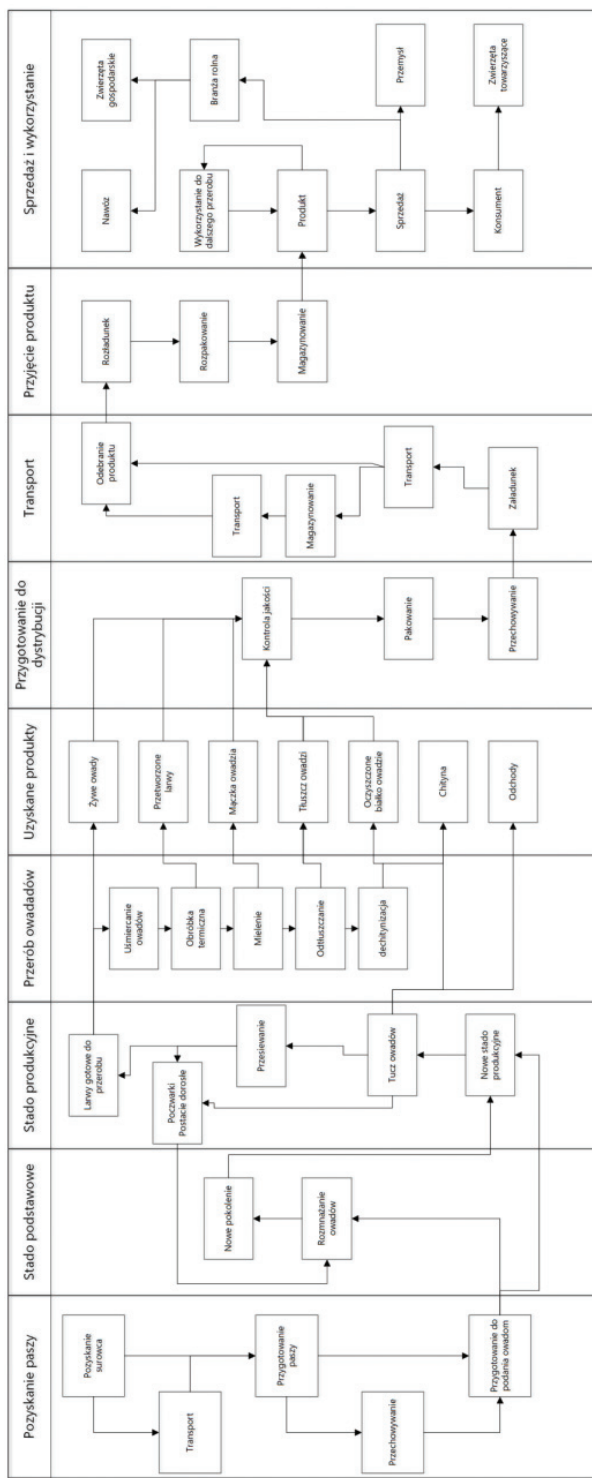 Pozyskanie paszy
Pozyskanie
surowca
Transport
Przygotowanie
paszy
Przechowywanie
Przygotowanie do
podania owadom
Stado podstawowe
Nowe pokolenie
Rozmnażanie
owadów
Stado produkcyjne
Larwy gotowe do
przerobu
Poczwarki
Postacie dorosłe
Przesiewanie
Tucz owadów
Nowe stado
produkcyjne
Przerób owadadów
Uśmiercanie
owadów
Obróbka
termiczna
Mielenie
Odtłuszczanie
dechitynizacja
Uzyskane produkty
Żywe owady
Przetworzone
larwy
Mączka owadzia
Tłuszcz owadzi
Oczyszczone
białko owadzie
Chityna
Odchody
Przygotowanie do
dystrybucji
Kontrola jakości
Pakowanie
Przechowywanie
Transport
Odebranie
produktu
Transport
Magazynowanie
Transport
Załadunek
Przyjęcie produktu
Rozładunek
Rozpakowanie
Magazynowanie
Sprzedaż i wykorzystanie
Nawóz
Zwierzęta
gospodarskie
Wykorzystanie do
dalszego przerobu
Branża rolna
Produkt
Sprzedaż
Przemysł
Konsument
Zwierzęta
towarzyszące